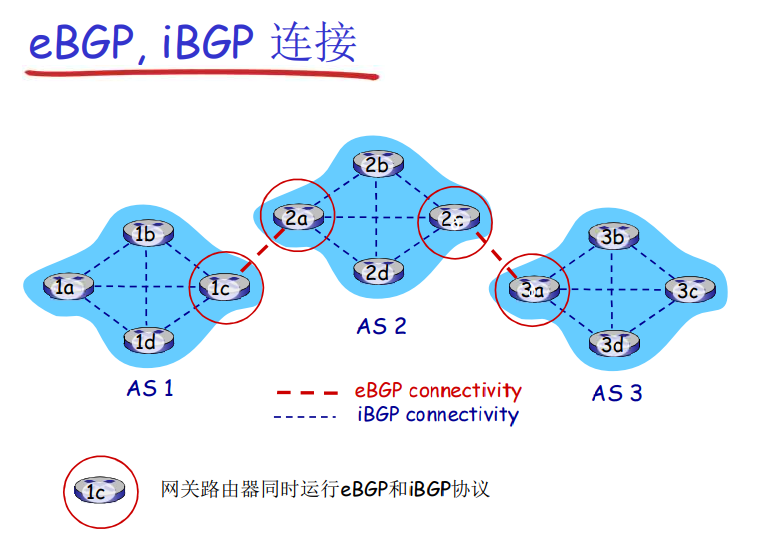 eBGP, iBGP 连接
2b
2a
2c
2d
1b
1a
1c
1d
3b
3a
3c
3d
AS 2
AS 1
AS 3
eBGP connectivity
iBGP connectivity
1c
网关路由器同时运行eBGP和iBGP协议